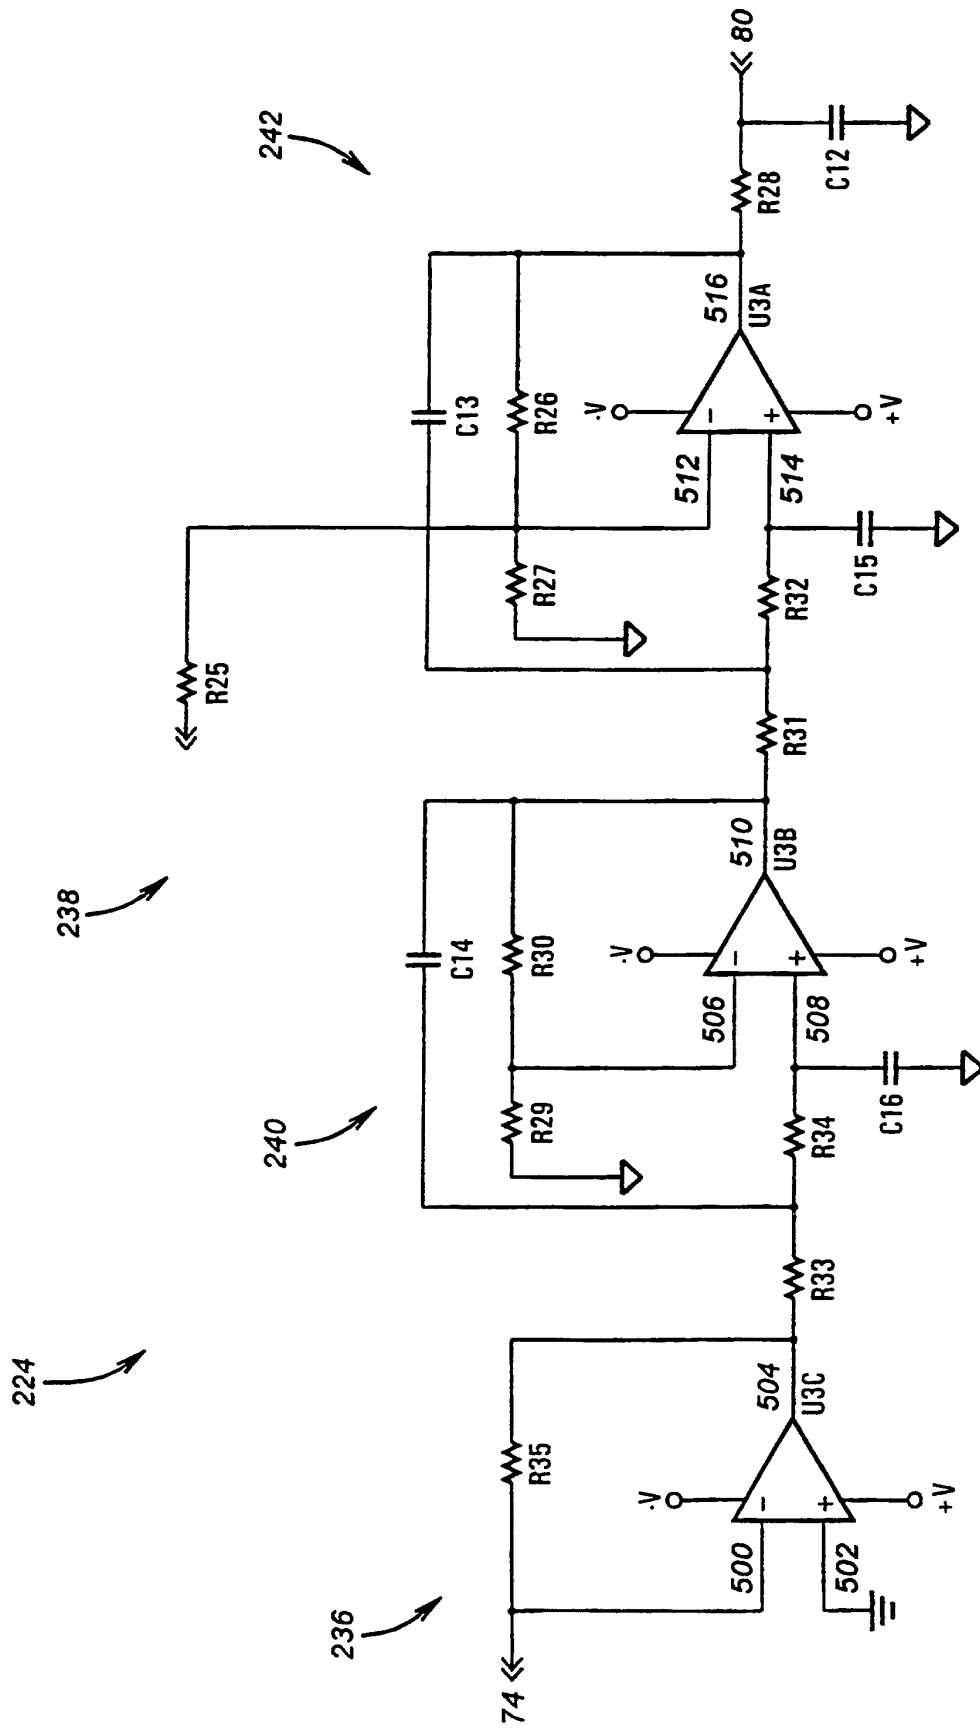 224
238
242
236
240
R25
C13
R26
R27
-V
512
514
516
U3A
+V
R28
80
C12
R32
C15
R31
C14
R30
R29
-V
506
508
510
U3B
+V
R34
C16
R33
R35
-V
500
502
504
U3C
+V
74
-
+
-
+
-
+